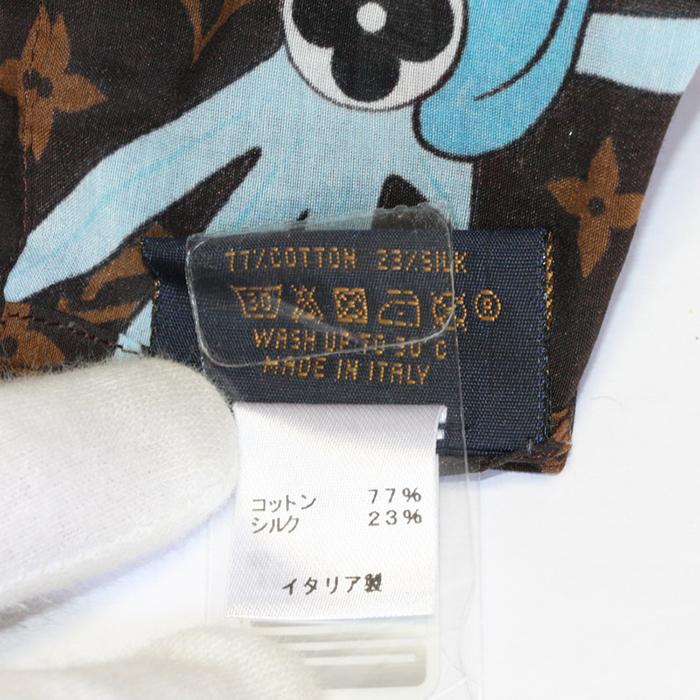 77%COTTON 23%SILK
30 ®
WASH UP TO 30°C
MADE IN ITALY
コットン 77%
シルク 23%
イタリア製